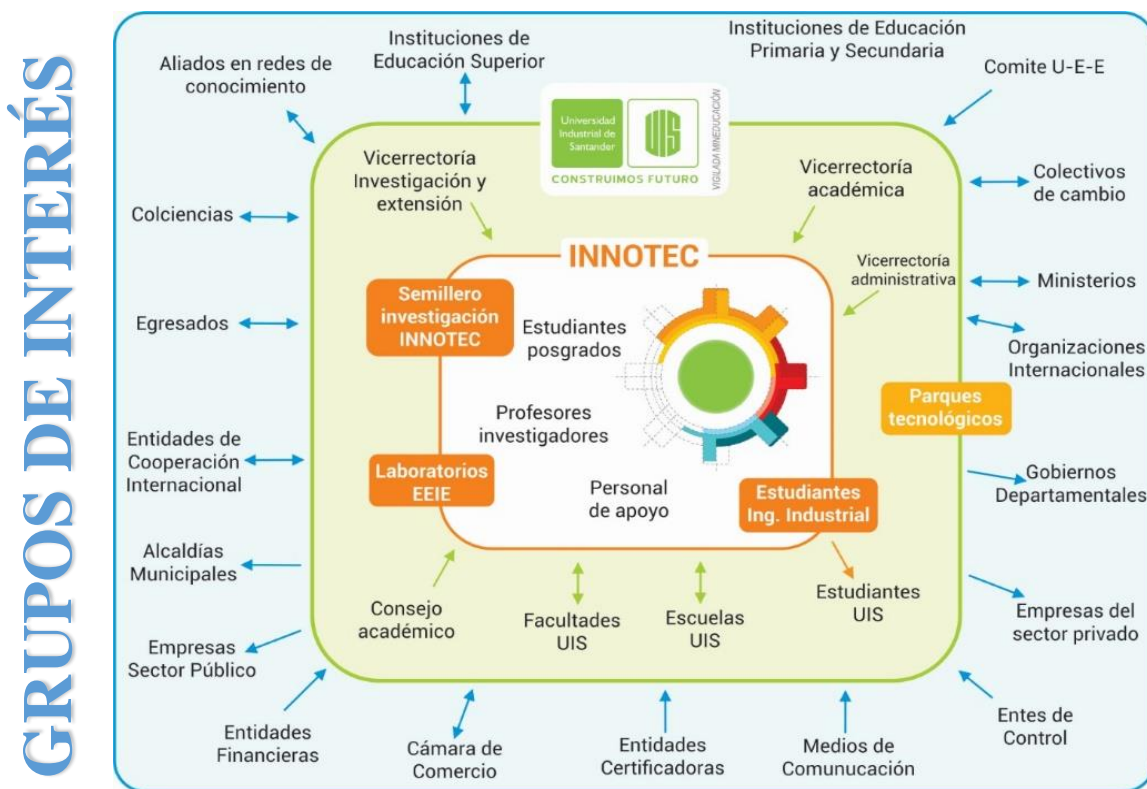 GRUPOS DE INTERÉS
Aliados en redes de
conocimiento
Instituciones de
Educación Superior
Instituciones de Educación
Primaria y Secundaria
Comite U-E-E
Universidad
Industrial de
Santander
UIS
CONSTRUIMOS FUTURO
VIGILADA MINEDUCACIÓN
Vicerrectoría
Investigación y
extensión
Vicerrectoría
académica
Colciencias
Colectivos
de cambio
INNOTEC
Vicerrectoría
administrativa
Ministerios
Semillero
investigación
INNOTEC
Estudiantes
posgrados
Egresados
Organizaciones
Internacionales
Parques
tecnológicos
Profesores
investigadores
Entidades de
Cooperación
Internacional
Laboratorios
EEIE
Personal
de apoyo
Estudiantes
Ing. Industrial
Gobiernos
Departamentales
Alcaldías
Municipales
Consejo
académico
Facultades
UIS
Escuelas
UIS
Estudiantes
UIS
Empresas del
sector privado
Empresas
Sector Público
Entidades
Financieras
Cámara de
Comercio
Entidades
Certificadoras
Medios de
Comunucación
Entes de
Control